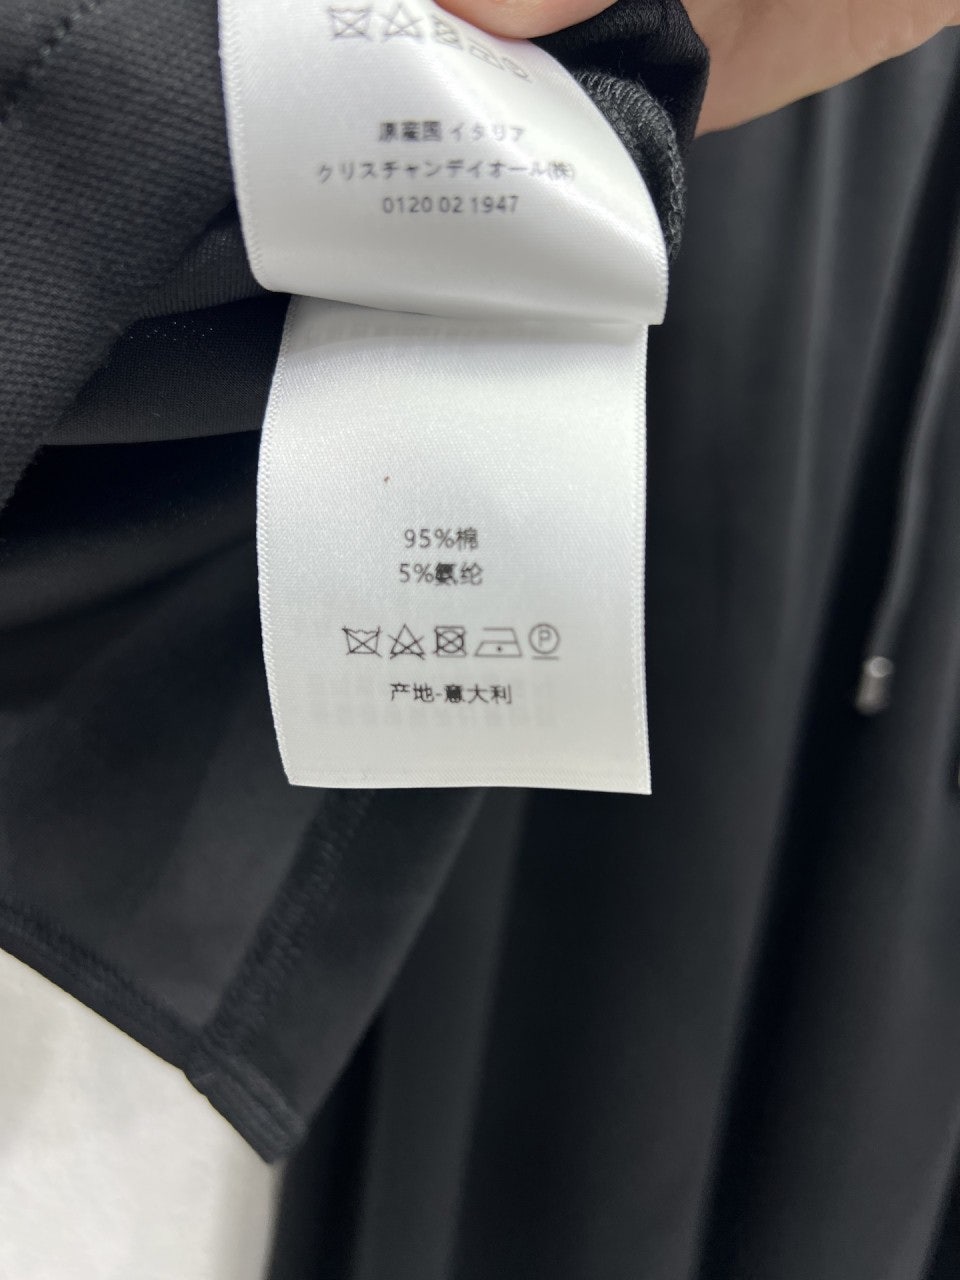 原産国 イタリア
クリスチャンディオール(株)
0120 02 1947
95%棉
5%氨纶
P
产地-意大利